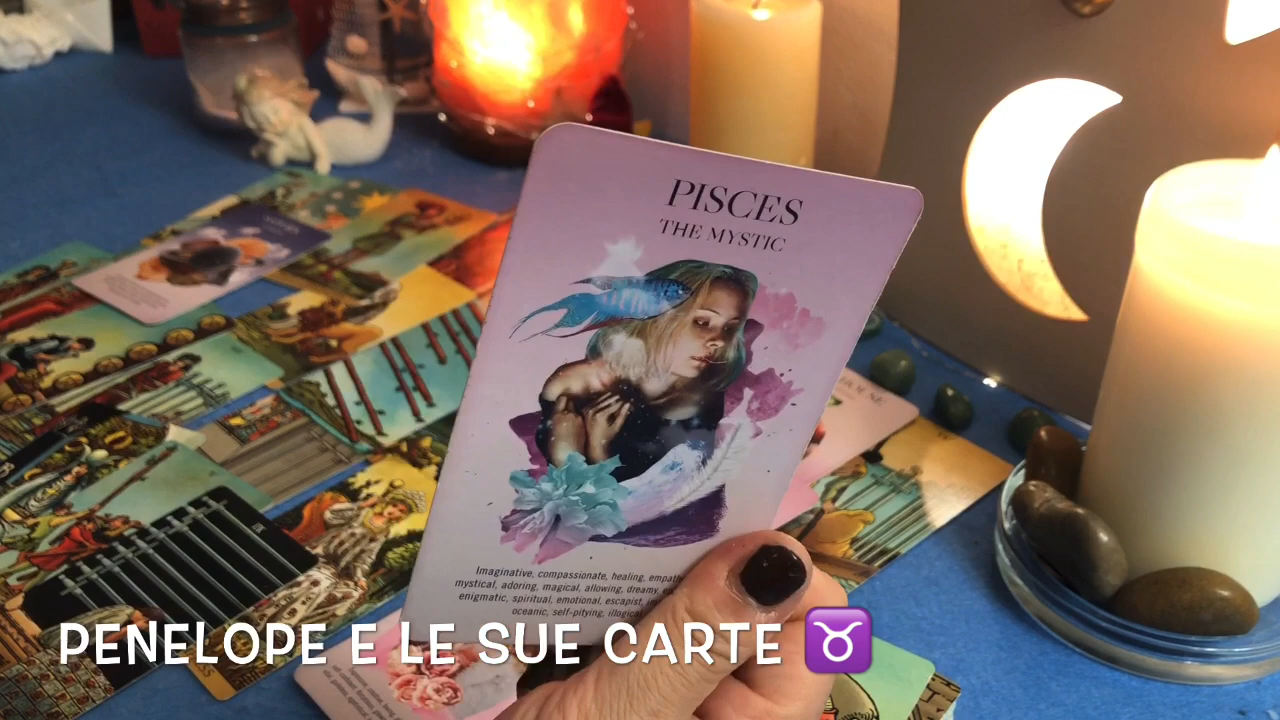 PISCES
THE MYSTIC
Imaginative, compassionate, healing,
mystical, adoring, magical, allowing, dreamy,
enigmatic, spiritual, emotional, escapist,
oceanic, self-pitying,
PENELOPE E LE SUE CARTE ♉